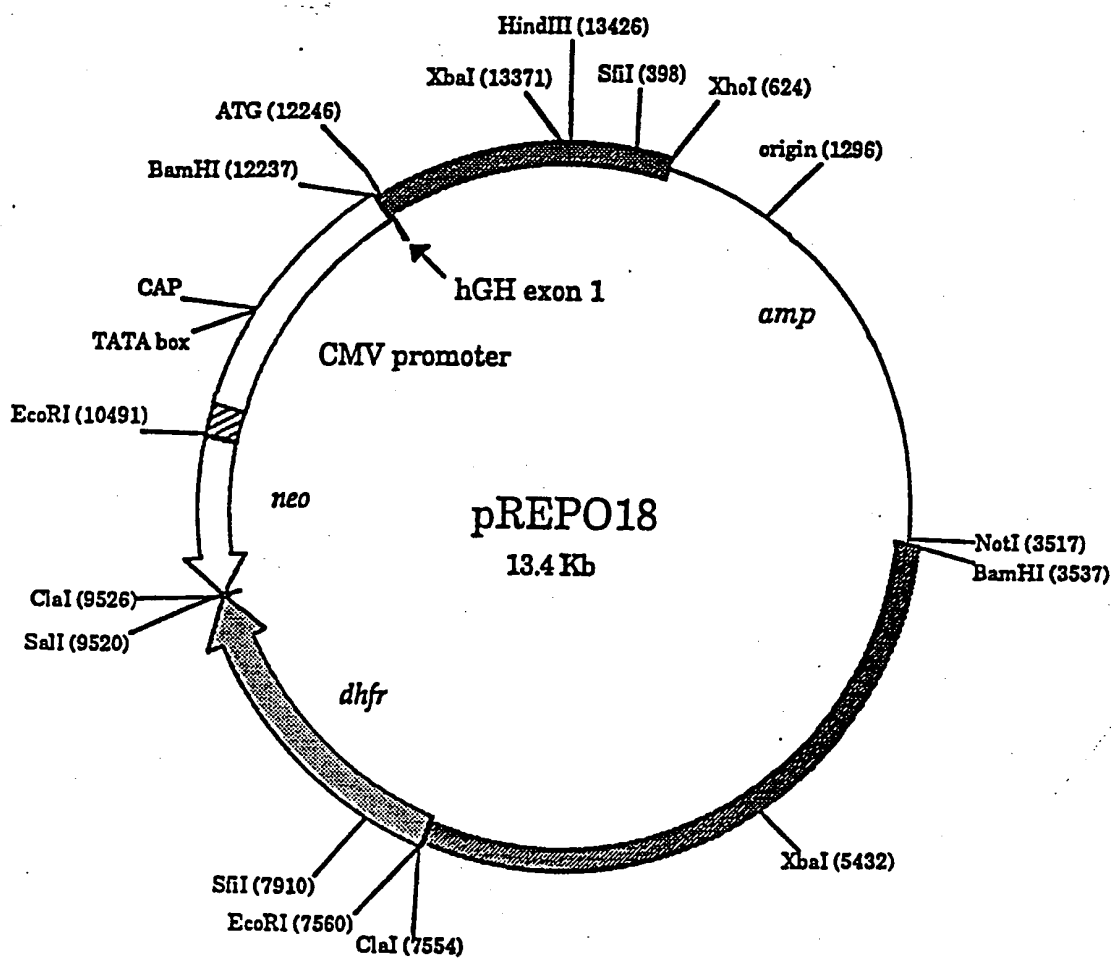 HindIII (13426)
XbaI (13371)
SfiI (398)
XhoI (624)
ATG (12246)
origin (1296)
BamHI (12237)
hGH exon 1
CAP
amp
TATA box
CMV promoter
EcoRI (10491)
neo
pREPO18
13.4 Kb
NotI (3517)
BamHI (3537)
ClaI (9526)
SalI (9520)
dhfr
XbaI (5432)
SfiI (7910)
EcoRI (7560)
ClaI (7554)